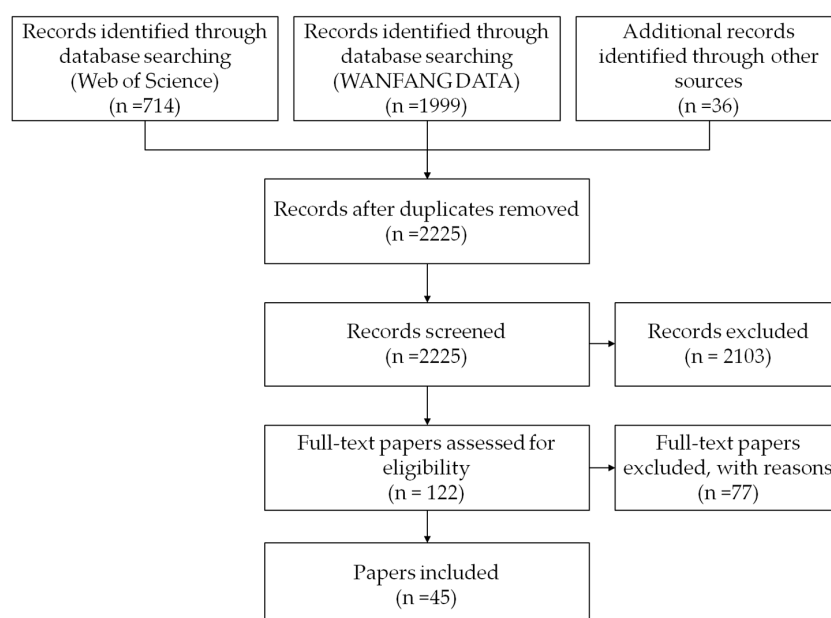 Records identified through
database searching
(Web of Science)
(n =714)
Records identified through
database searching
(WANFANG DATA)
(n =1999)
Additional records
identified through other
sources
(n =36)
Records after duplicates removed
(n =2225)
Records screened
(n =2225)
Records excluded
(n = 2103)
Full-text papers assessed for
eligibility
(n = 122)
Full-text papers
excluded, with reasons
(n =77)
Papers included
(n =45)